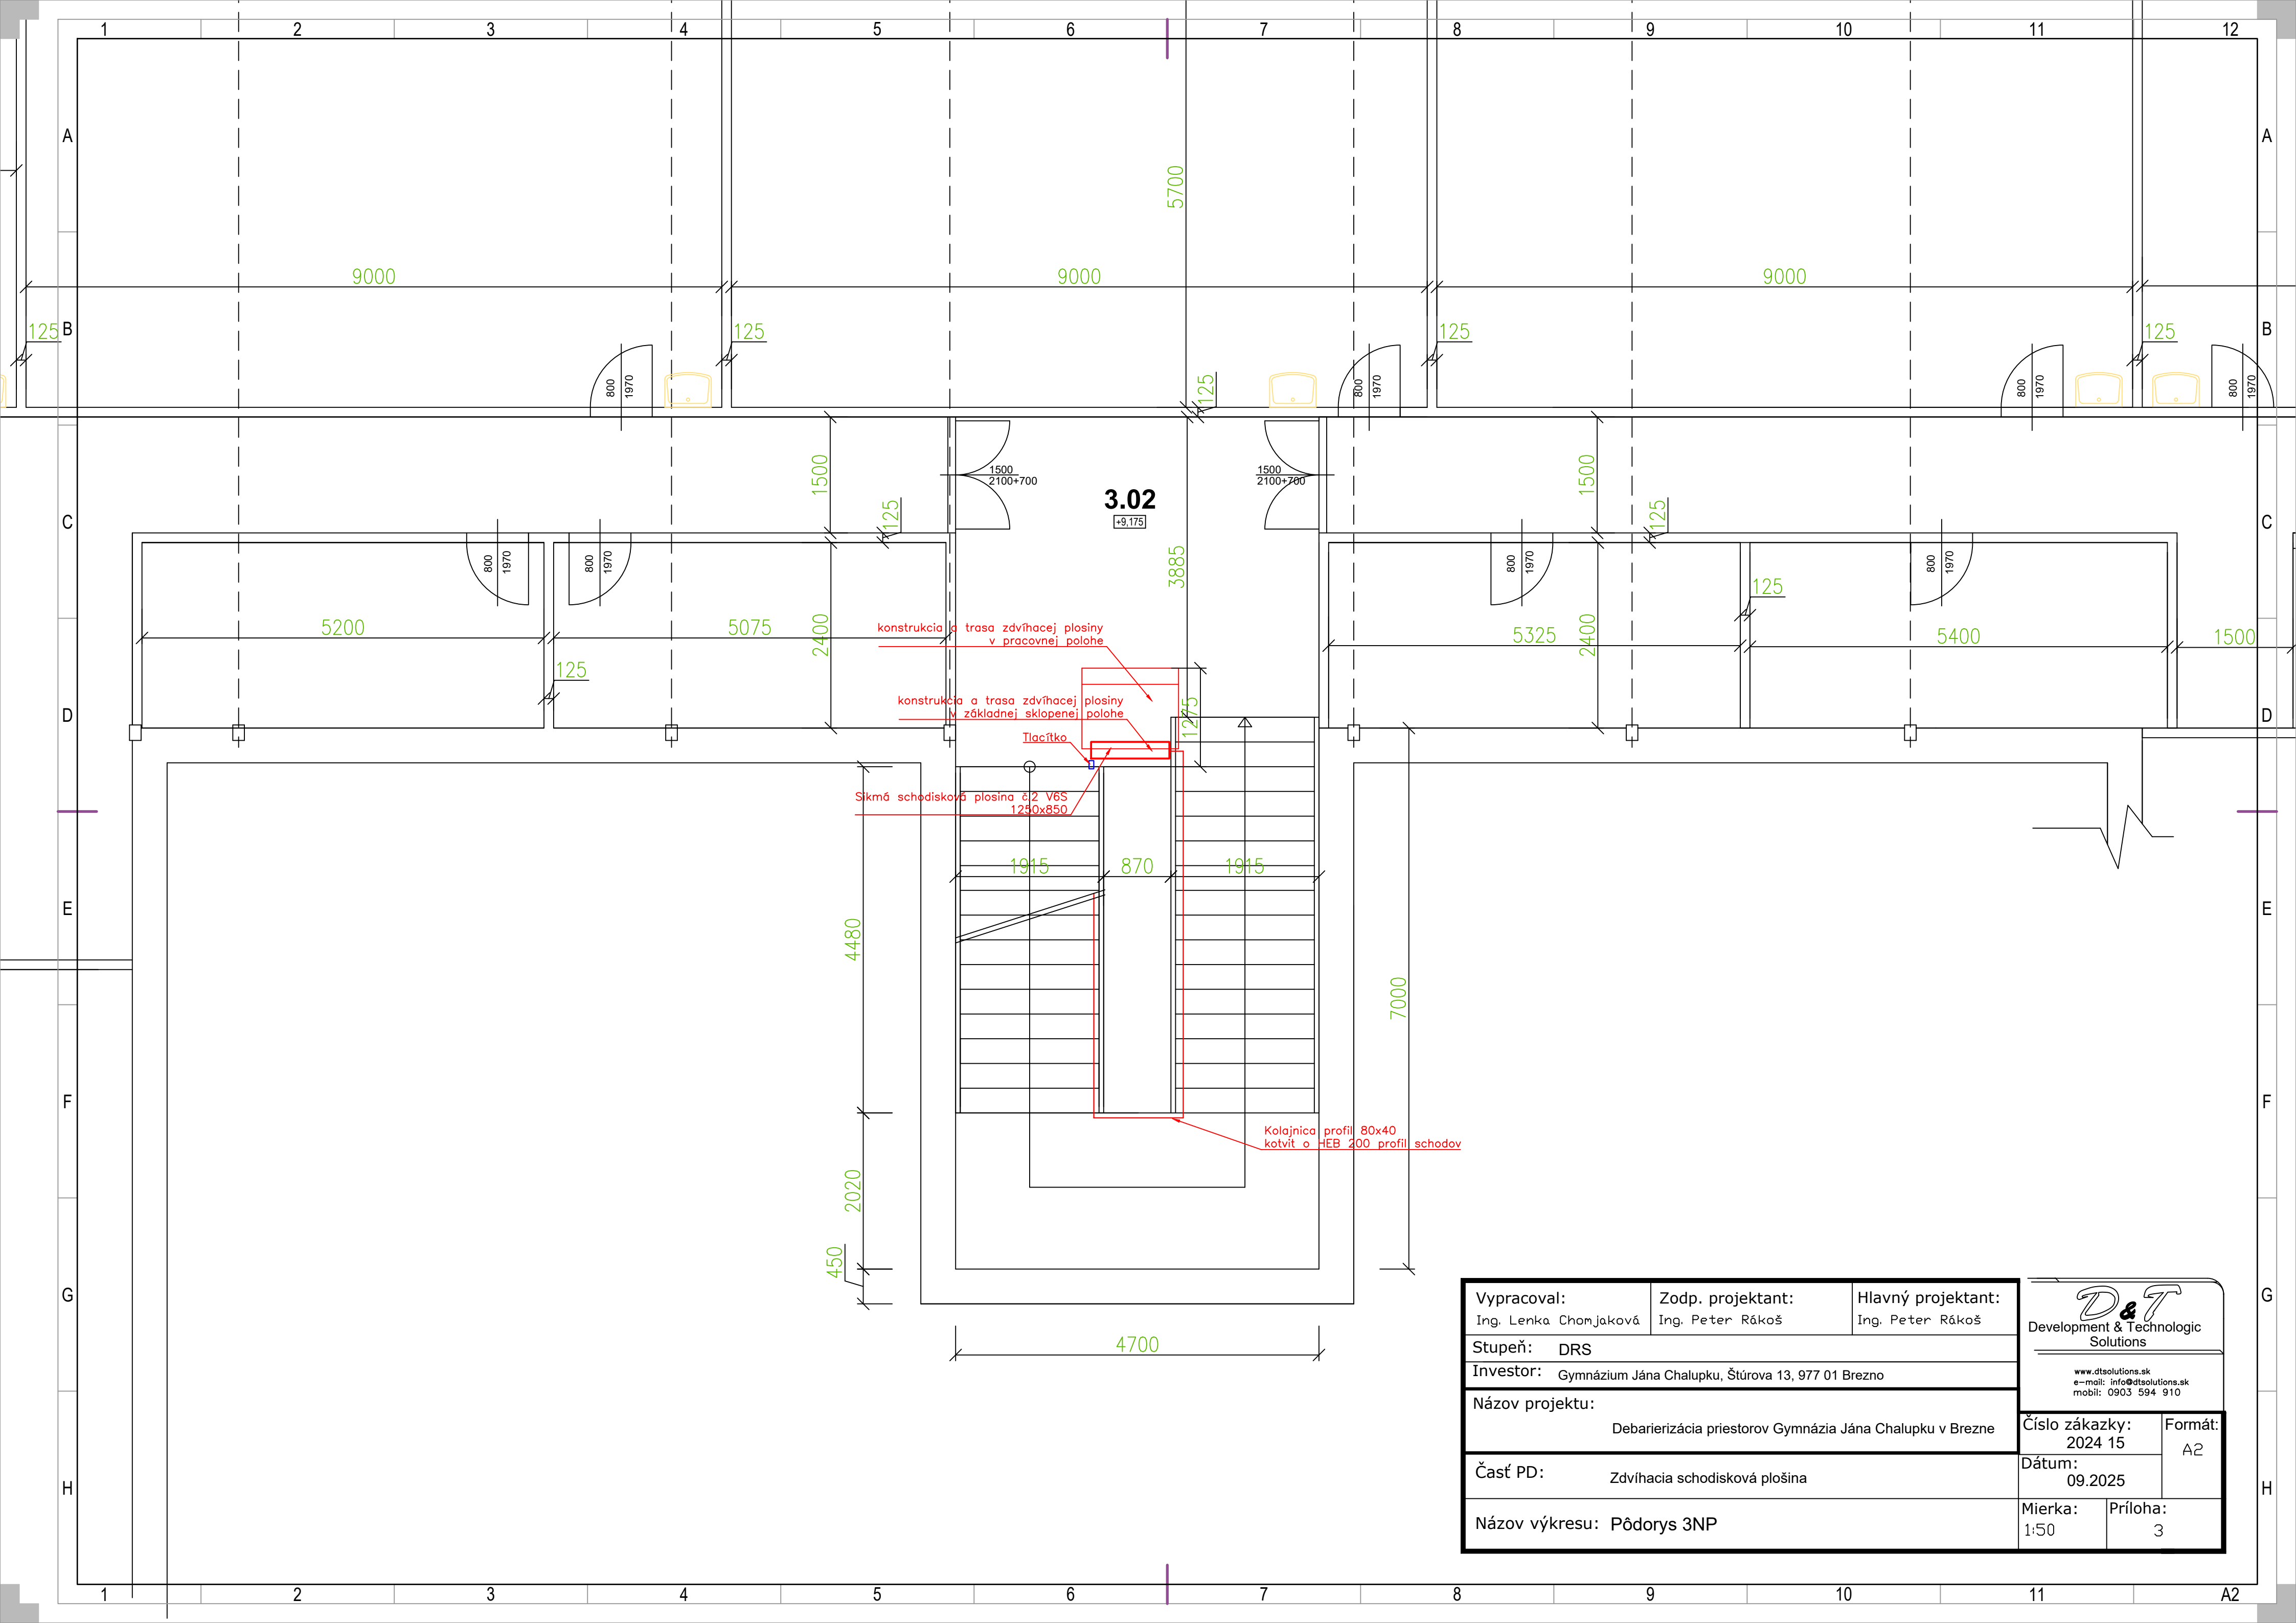 1 2 3 4 5 6 7 8 9 10 11 12
A A
5700
9000 9000 9000
125 B 125 125 125 B
800 1970 800 1970 800 1970 800 1970
125
1500 1500
1500
2100+700
1500
2100+700
3.02
+9,175
C C
125 125
3885
800 1970 800 1970 800 1970 800 1970
125
5200 5075 2400 5325 2400 5400 1500
konstrukcia a trasa zdvíhacej plosiny
v pracovnej polohe
125
konstrukcia a trasa zdvíhacej plosiny
v základnej sklopenej polohe
1275
D D
Tlacítko
Sikmá schodisková plosina č.2 V6S
1250x850
1915 870 1915
E E
4480
7000
F F
Kolajnica profil 80x40
kotvit o HEB 200 profil schodov
2020
450
G G
4700
H H
Vypracoval: Zodp. projektant: Hlavný projektant:
Ing. Lenka Chomjaková Ing. Peter Rákoš Ing. Peter Rákoš
Stupeň: DRS
Investor: Gymnázium Jána Chalupku, Štúrova 13, 977 01 Brezno
Názov projektu:
Debarierizácia priestorov Gymnázia Jána Chalupku v Brezne
Časť PD: Zdvíhacia schodisková plošina
Názov výkresu: Pôdorys 3NP
D&T
Development & Technologic
Solutions
www.dtsolutions.sk
e-mail: info@dtsolutions.sk
mobil: 0903 594 910
Číslo zákazky: Formát:
2024 15 A2
Dátum:
09.2025
Mierka: Príloha:
1:50 3
1 2 3 4 5 6 7 8 9 10 11 A2